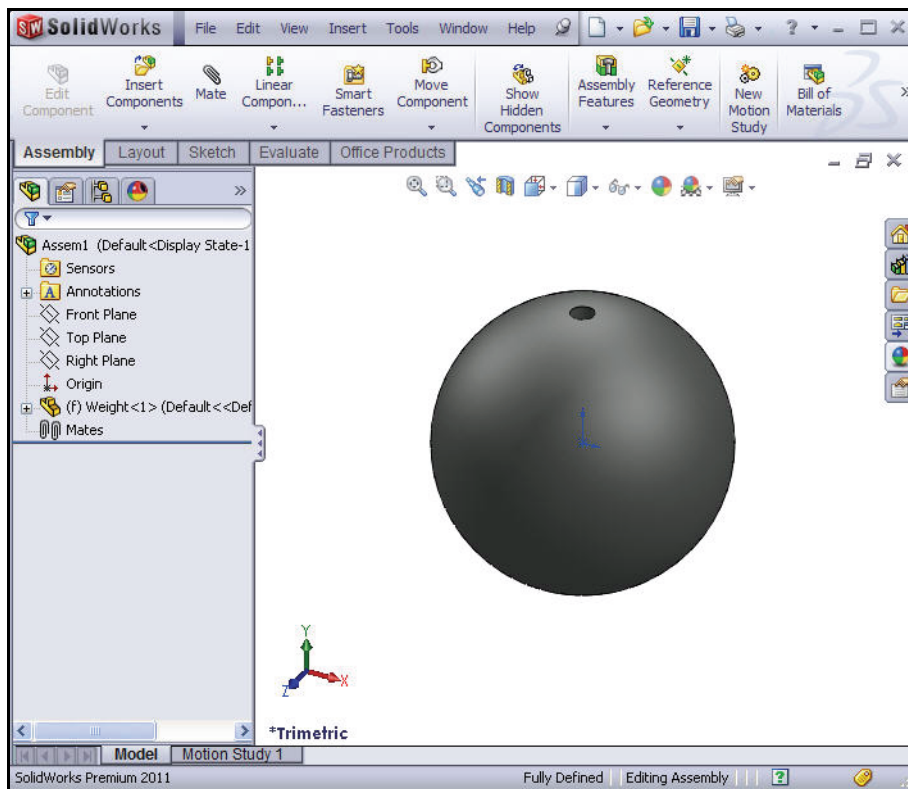 SolidWorks File Edit View Insert Tools Window Help ?
Edit Component
Insert Components
Mate
Linear Compon...
Smart Fasteners
Move Component
Show Hidden Components
Assembly Features
Reference Geometry
New Motion Study
Bill of Materials
»
Assembly Layout Sketch Evaluate Office Products
»
Assem1 (Default<Display State-1
Sensors
A Annotations
Front Plane
Top Plane
Right Plane
Origin
(f) Weight<1> (Default<<Def
Mates
Y
X
Z
*Trimetric
Model Motion Study 1
SolidWorks Premium 2011 Fully Defined Editing Assembly ?